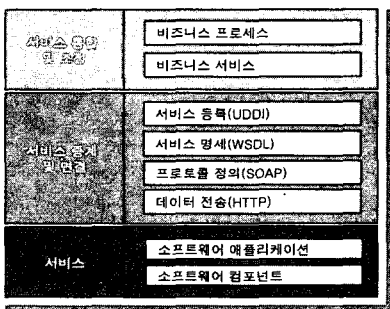 서비스 통합
및 조율
비즈니스 프로세스
비즈니스 서비스
서비스 중개
및 연결
서비스 등록(UDDI)
서비스 명세(WSDL)
프로토콜 정의(SOAP)
데이터 전송(HTTP)
서비스
소프트웨어 애플리케이션
소프트웨어 컴포넌트